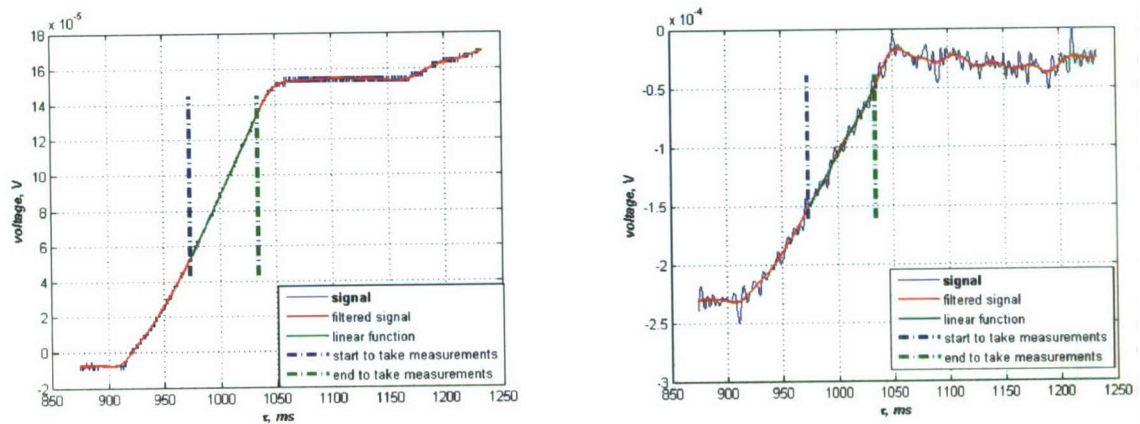 x 10-5
18
16
14
12
10
8
6
4
2
0
-2
voltage, V
850 900 950 1000 1050 1100 1150 1200 1250
τ, ms
signal
filtered signal
linear function
start to take measurements
end to take measurements
x 10-4
0
-0.5
-1
-1.5
-2
-2.5
-3
voltage, V
850 900 950 1000 1050 1100 1150 1200 1250
τ, ms
signal
filtered signal
linear function
start to take measurements
end to take measurements